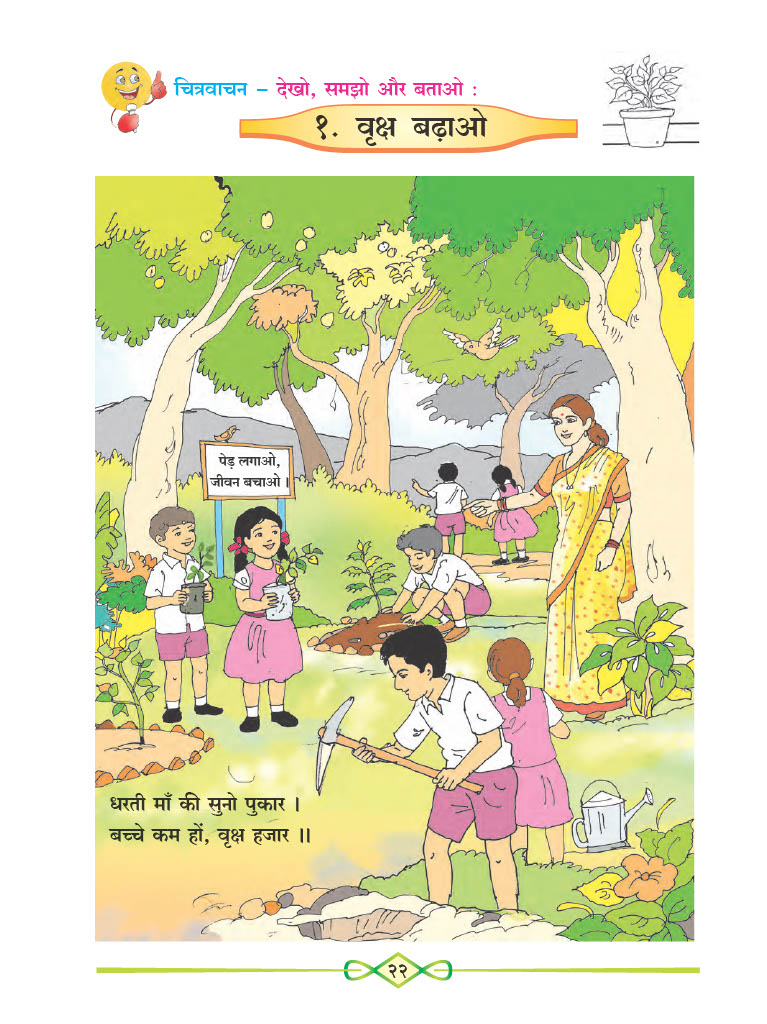 चित्रवाचन – देखो, समझो और बताओ :
१. वृक्ष बढ़ाओ
पेड़ लगाओ,
जीवन बचाओ ।
धरती माँ की सुनो पुकार ।
बच्चे कम हों, वृक्ष हजार ।।
२२